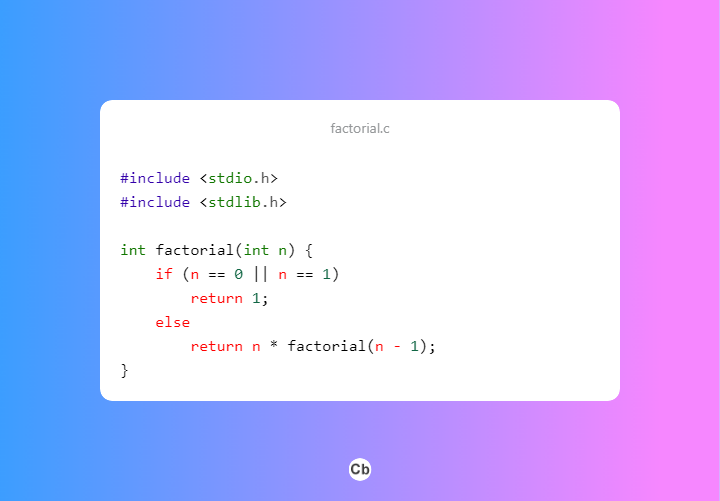 factorial.c
#include <stdio.h>
#include <stdlib.h>
int factorial(int n) {
    if (n == 0 || n == 1)
        return 1;
    else
        return n * factorial(n - 1);
}
Cb